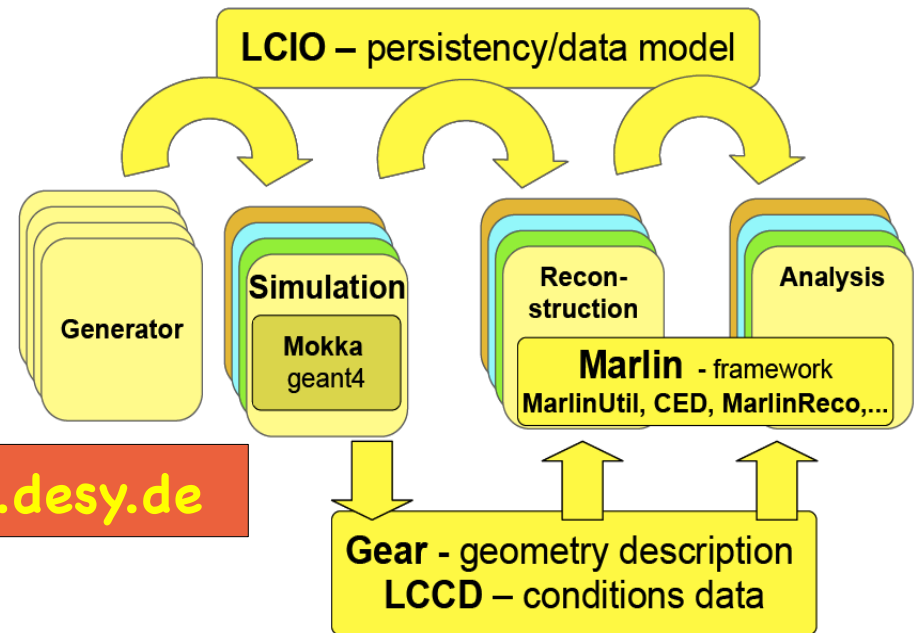 LCIO – persistency/data model
Generator
Simulation
Mokka
geant4
Recon-
struction
Analysis
Marlin - framework
MarlinUtil, CED, MarlinReco,...
.desy.de
Gear - geometry description
LCCD – conditions data